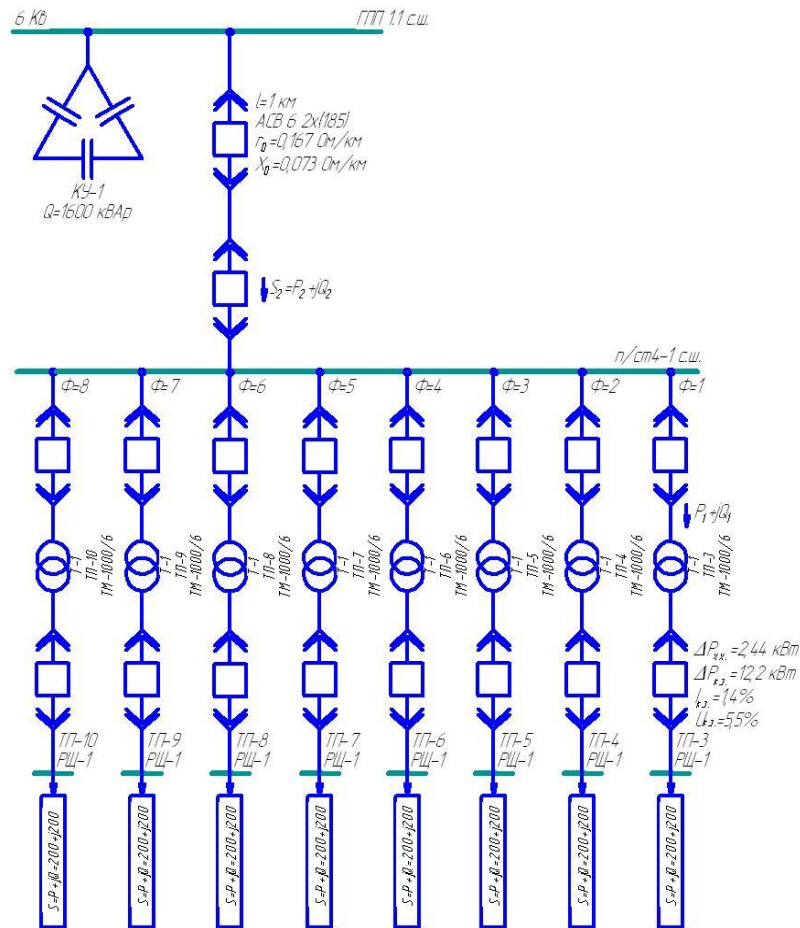 6 Кв
ГПП 1.1 с.ш.
l=1 км
АСВ 6 2х(185)
r₀=0,167 Ом/км
X₀=0,073 Ом/км
КУ-1
Q=1600 кВАр
S₂=P₂+jQ₂
п/ст4-1 с.ш.
Ф=8
Ф=7
Ф=6
Ф=5
Ф=4
Ф=3
Ф=2
Ф=1
P₁+jQ₁
Т-1
ТП-10
ТМ-1000/6
Т-1
ТП-9
ТМ-1000/6
Т-1
ТП-8
ТМ-1000/6
Т-1
ТП-7
ТМ-1000/6
Т-1
ТП-6
ТМ-1000/6
Т-1
ТП-5
ТМ-1000/6
Т-1
ТП-4
ТМ-1000/6
Т-1
ТП-3
ТМ-1000/6
ΔPх.х.=2,44 кВт
ΔPк.з.=12,2 кВт
Iк.з.=1,4%
Uк.з.=5,5%
ТП-10
РЩ-1
ТП-9
РЩ-1
ТП-8
РЩ-1
ТП-7
РЩ-1
ТП-6
РЩ-1
ТП-5
РЩ-1
ТП-4
РЩ-1
ТП-3
РЩ-1
S=P+jQ=200+j200
S=P+jQ=200+j200
S=P+jQ=200+j200
S=P+jQ=200+j200
S=P+jQ=200+j200
S=P+jQ=200+j200
S=P+jQ=200+j200
S=P+jQ=200+j200